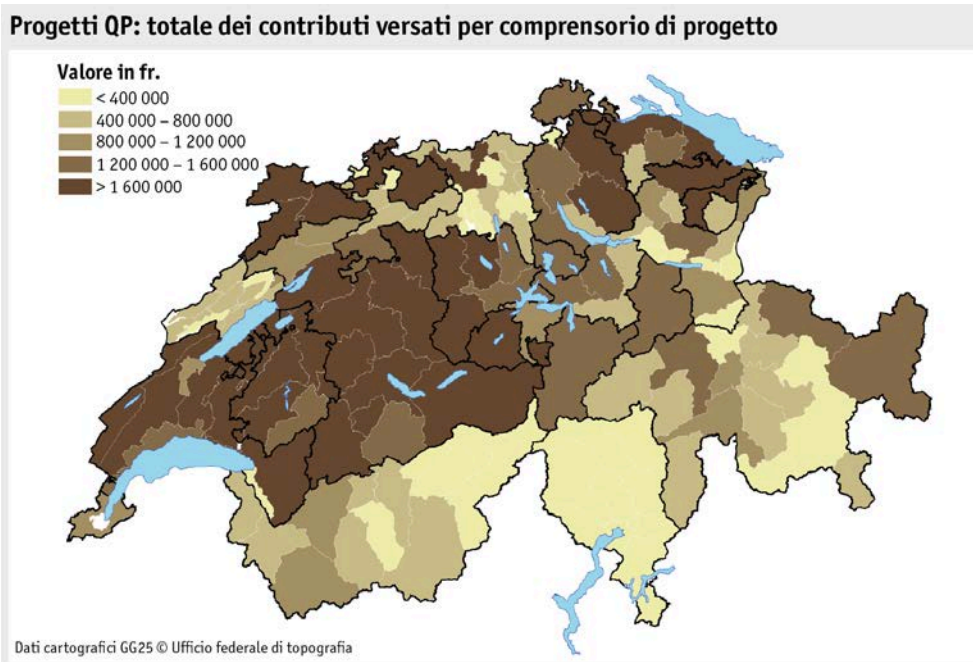 Progetti QP: totale dei contributi versati per comprensorio di progetto
Valore in fr.
< 400 000
400 000 – 800 000
800 000 – 1 200 000
1 200 000 – 1 600 000
> 1 600 000
Dati cartografici GG25 © Ufficio federale di topografia